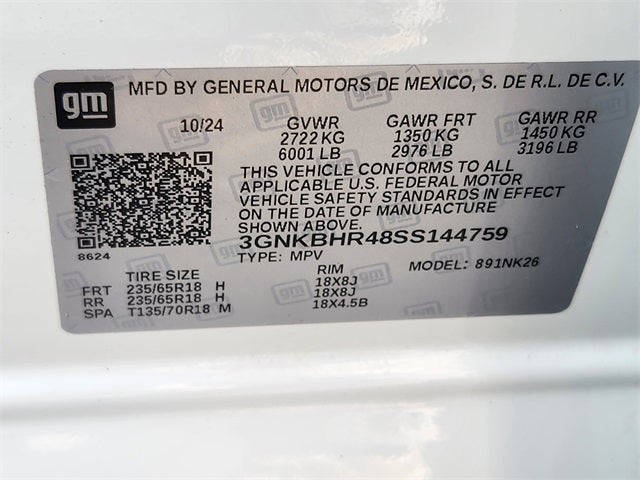 gm
MFD BY GENERAL MOTORS DE MEXICO, S. DE R.L. DE C.V.
10/24 GVWR GAWR FRT GAWR RR
2722 KG 1350 KG 1450 KG
6001 LB 2976 LB 3196 LB
THIS VEHICLE CONFORMS TO ALL
APPLICABLE U.S. FEDERAL MOTOR
VEHICLE SAFETY STANDARDS IN EFFECT
ON THE DATE OF MANUFACTURE
SHOWN ABOVE.
3GNKBHR48SS144759
8624 TYPE: MPV MODEL: 891NK26
TIRE SIZE RIM
FRT 235/65R18 H 18X8J
RR 235/65R18 H 18X8J
SPA T135/70R18 M 18X4.5B